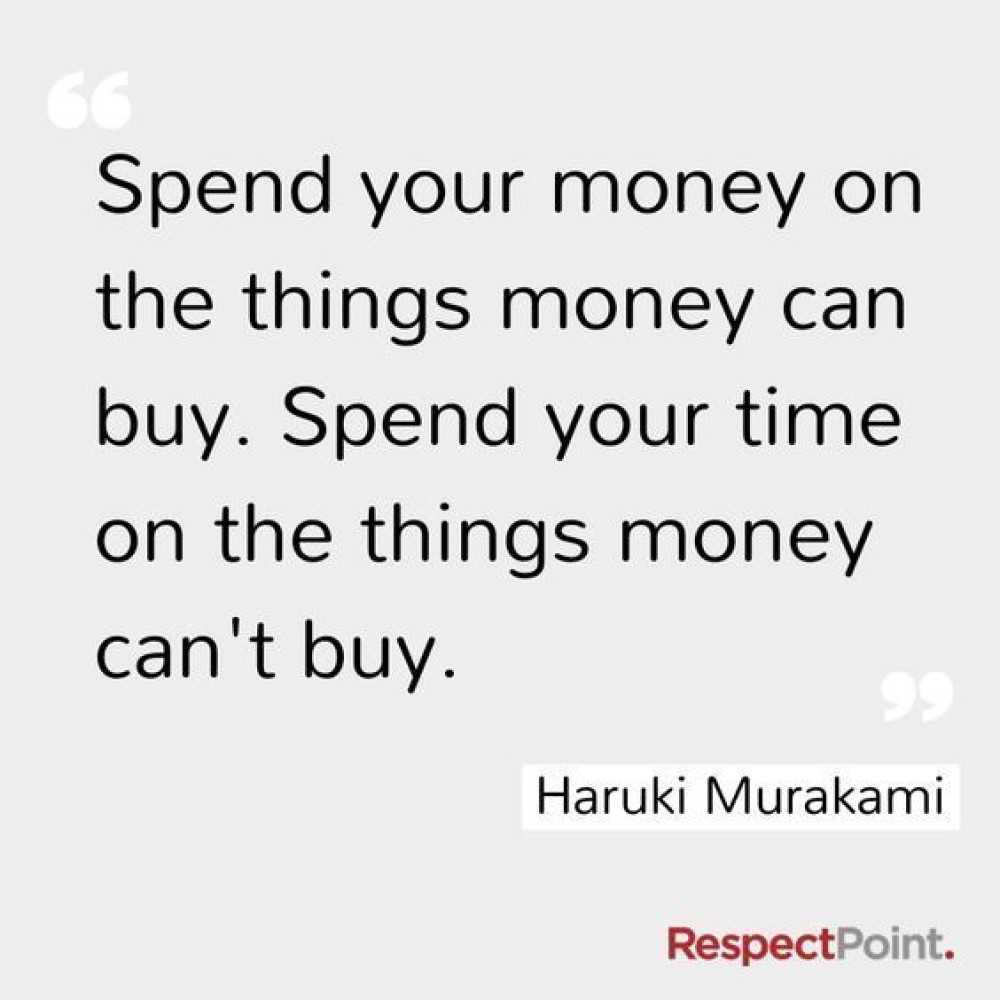 “
Spend your money on
the things money can
buy. Spend your time
on the things money
can't buy.
”
Haruki Murakami
RespectPoint.